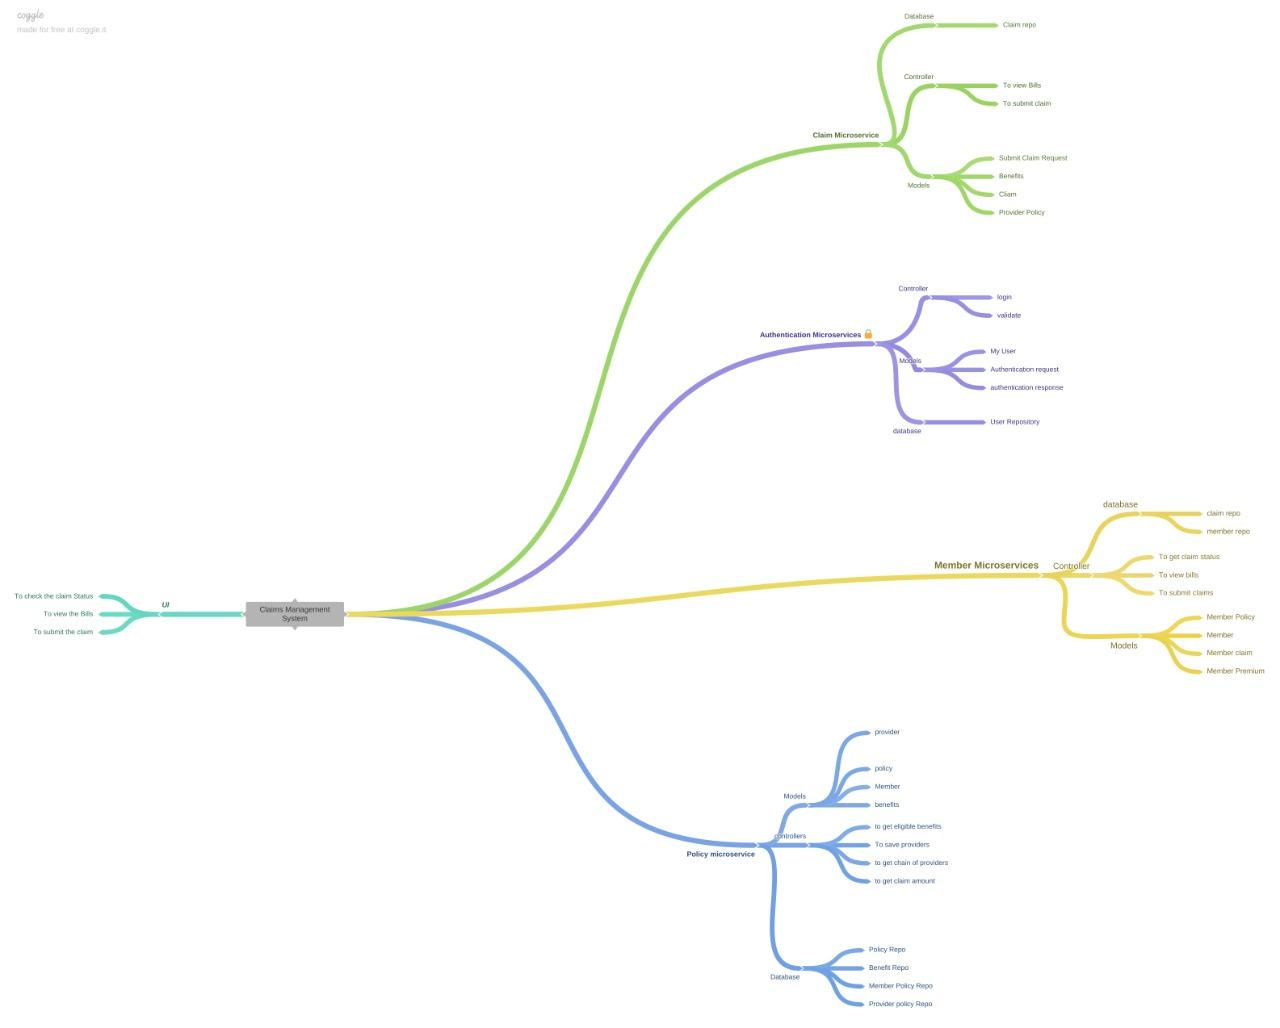 coggle
made for free at coggle.it
Database
Claim repo
Controller
To view Bills
To submit claim
Claim Microservice
Models
Submit Claim Request
Benefits
Cliam
Provider Policy
Authentication Microservices 🔒
Controller
login
validate
Models
My User
Authentication request
authentication response
database
User Repository
Member Microservices
database
claim repo
member repo
Controller
To get claim status
To view bills
To submit claims
Models
Member Policy
Member
Member claim
Member Premium
Claims Management
System
UI
To check the claim Status
To view the Bills
To submit the claim
Policy microservice
Models
provider
policy
Member
benefits
controllers
to get eligible benefits
To save providers
to get chain of providers
to get claim amount
Database
Policy Repo
Benefit Repo
Member Policy Repo
Provider policy Repo